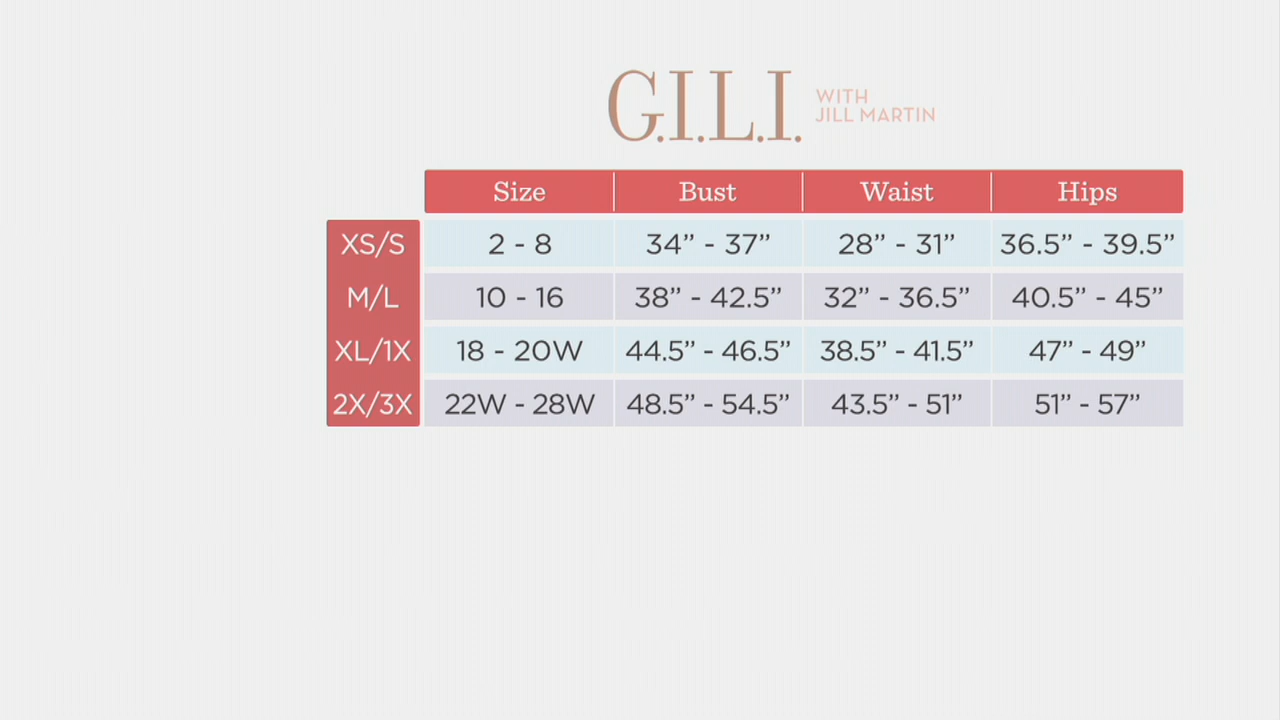 G.I.L.I. WITH
JILL MARTIN
Size Bust Waist Hips
XS/S 2 - 8 34” - 37” 28” - 31” 36.5” - 39.5”
M/L 10 - 16 38” - 42.5” 32” - 36.5” 40.5” - 45”
XL/1X 18 - 20W 44.5” - 46.5” 38.5” - 41.5” 47” - 49”
2X/3X 22W - 28W 48.5” - 54.5” 43.5” - 51” 51” - 57”